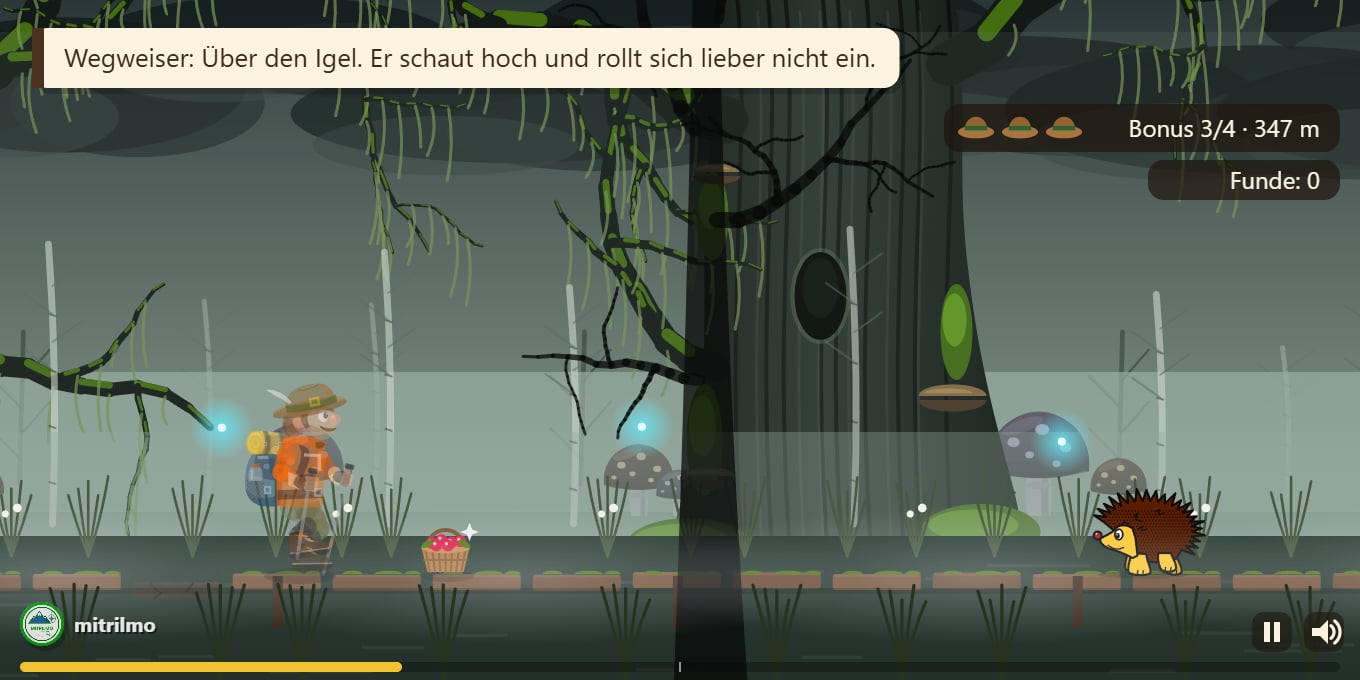 Wegweiser: Über den Igel. Er schaut hoch und rollt sich lieber nicht ein.
Bonus 3/4 · 347 m
Funde: 0
mitrilmo